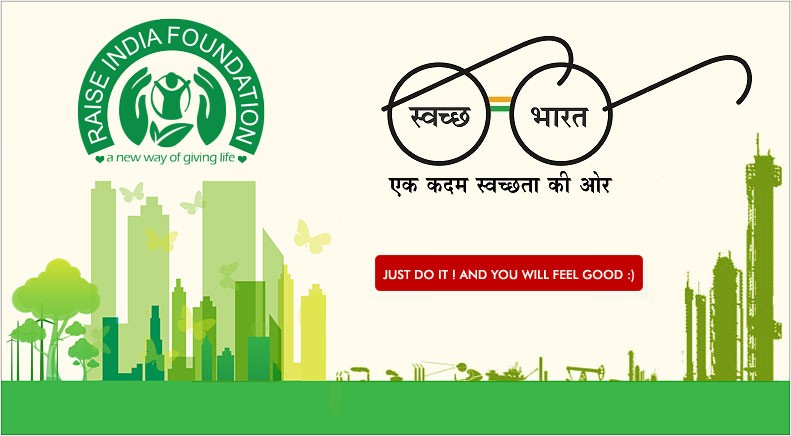 RAISE INDIA FOUNDATION
a new way of giving life
स्वच्छ भारत
एक कदम स्वच्छता की ओर
JUST DO IT ! AND YOU WILL FEEL GOOD :)